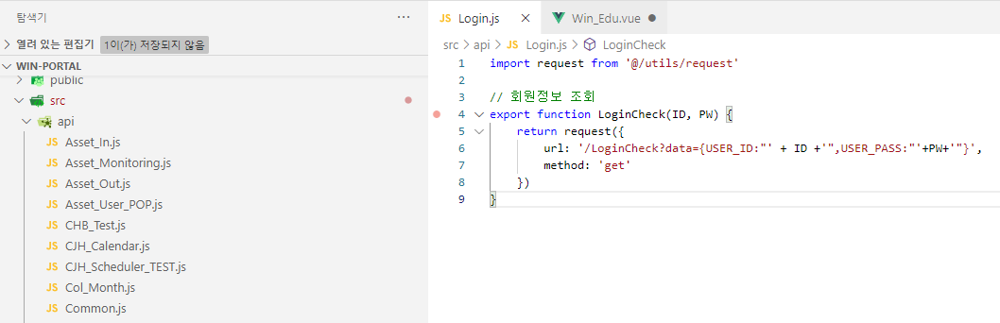 탐색기 ···
열려 있는 편집기 1이(가) 저장되지 않음
WIN-PORTAL
public
src
api
JS Asset_In.js
JS Asset_Monitoring.js
JS Asset_Out.js
JS Asset_User_POP.js
JS CHB_Test.js
JS CJH_Calendar.js
JS CJH_Scheduler_TEST.js
JS Col_Month.js
JS Common.js
JS Login.js Win_Edu.vue
src > api > JS Login.js > LoginCheck
1 import request from '@/utils/request'
2
3 // 회원정보 조회
4 export function LoginCheck(ID, PW) {
5 return request({
6 url: '/LoginCheck?data={USER_ID:"' + ID +'",USER_PASS:"'+PW+'"}',
7 method: 'get'
8 })
9 }